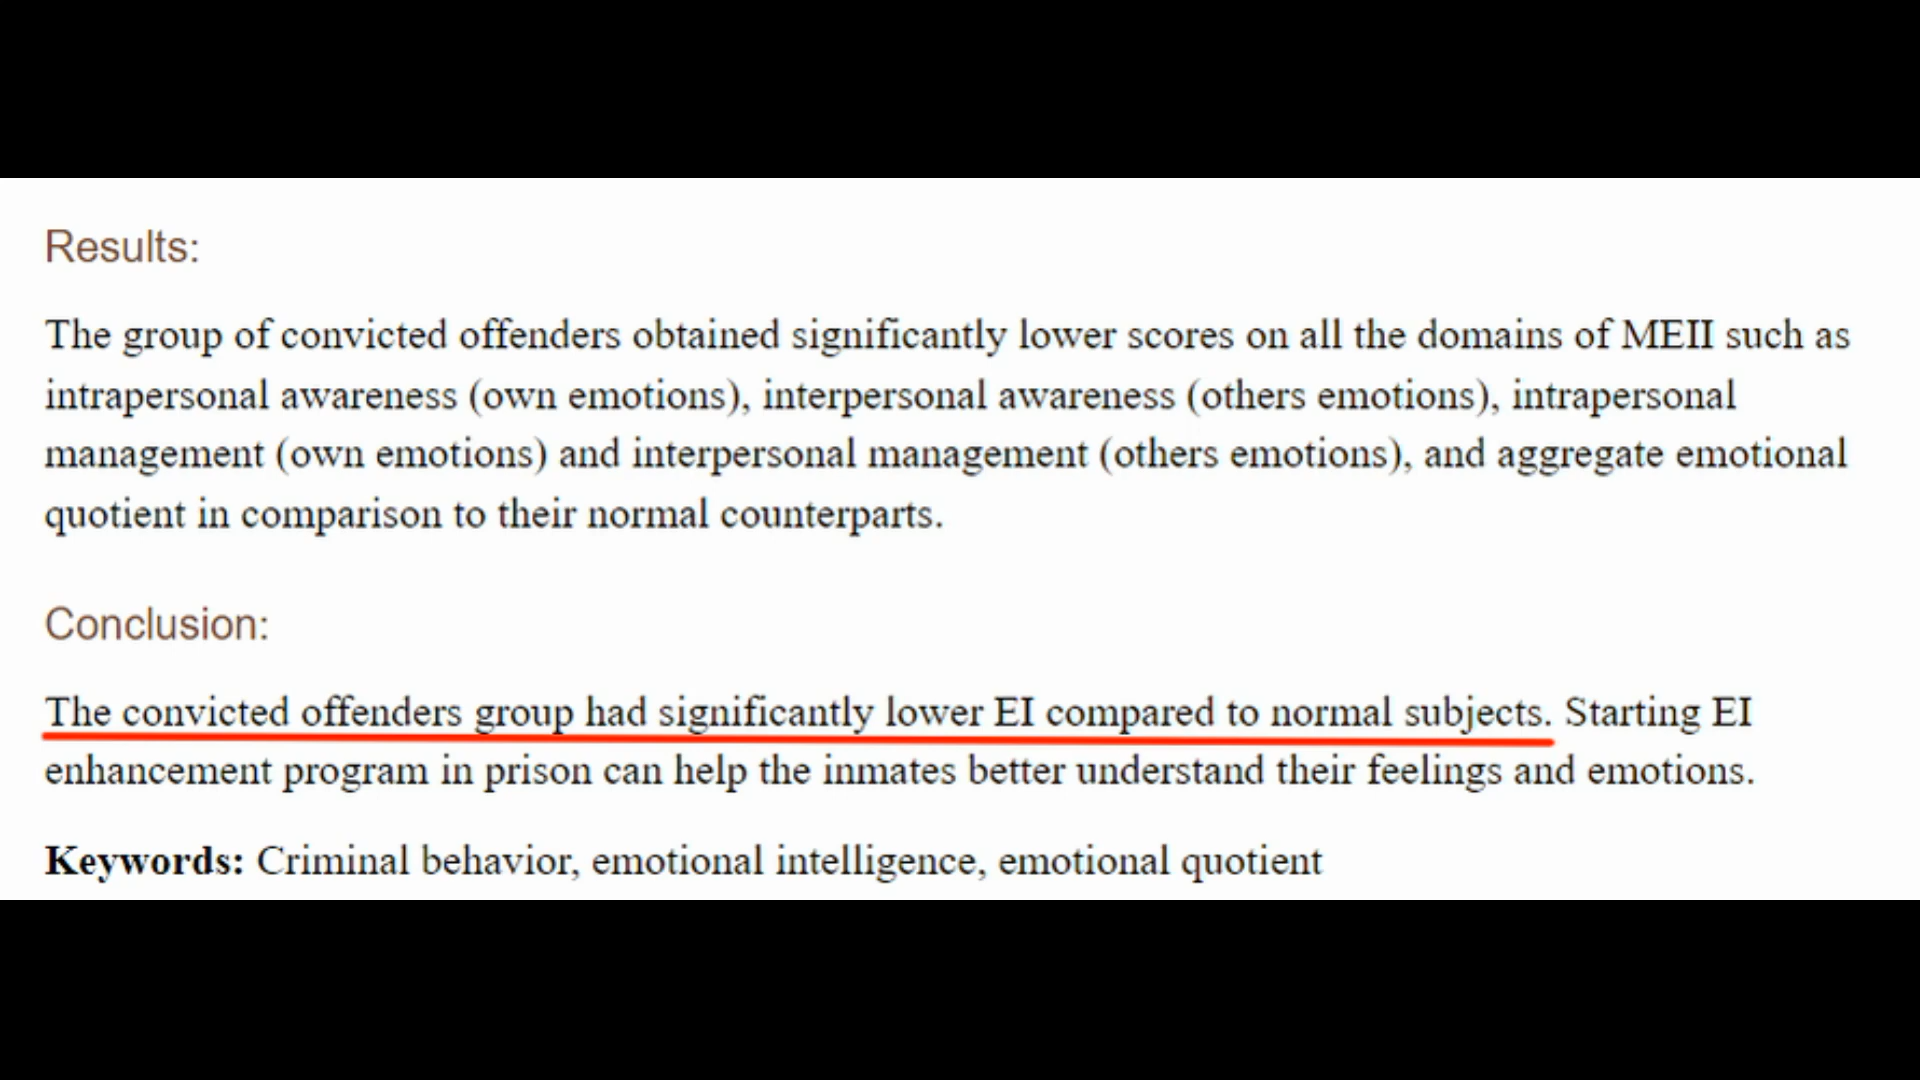 Results:
The group of convicted offenders obtained significantly lower scores on all the domains of MEII such as
intrapersonal awareness (own emotions), interpersonal awareness (others emotions), intrapersonal
management (own emotions) and interpersonal management (others emotions), and aggregate emotional
quotient in comparison to their normal counterparts.
Conclusion:
The convicted offenders group had significantly lower EI compared to normal subjects. Starting EI
enhancement program in prison can help the inmates better understand their feelings and emotions.
Keywords: Criminal behavior, emotional intelligence, emotional quotient